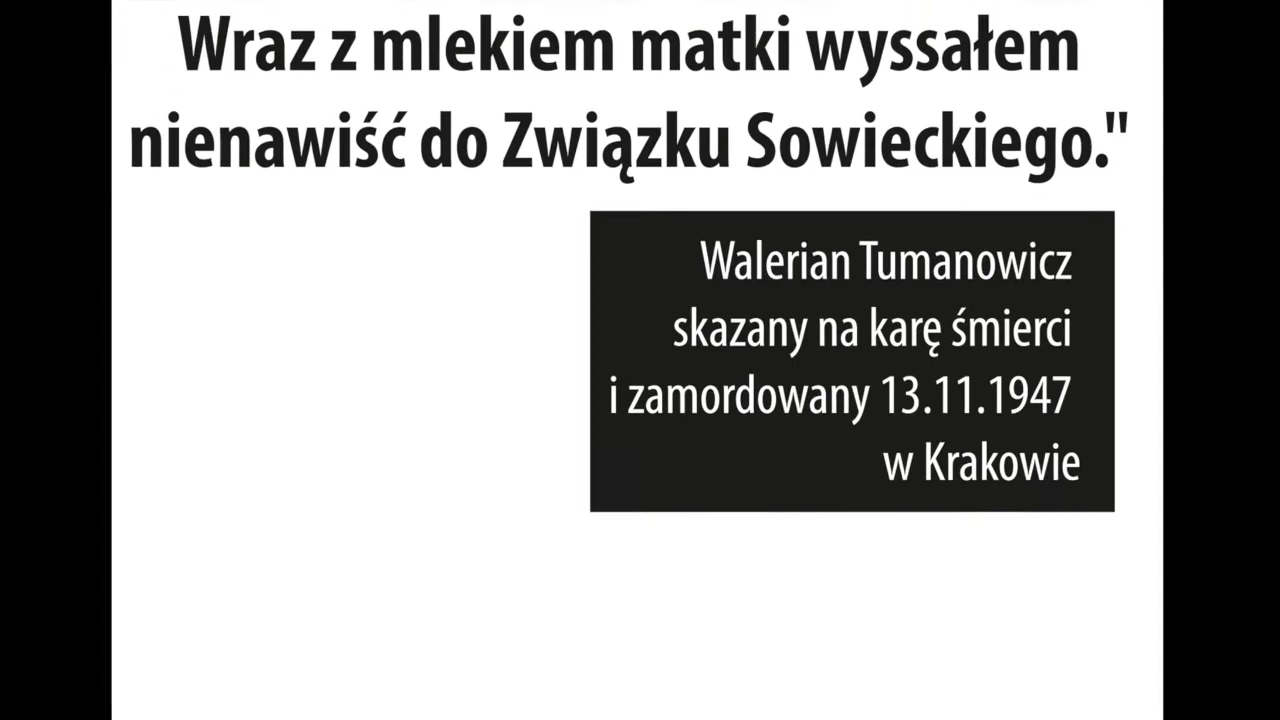 Wraz z mlekiem matki wyssałem
nienawiść do Związku Sowieckiego."
Walerian Tumanowicz
skazany na karę śmierci
i zamordowany 13.11.1947
w Krakowie